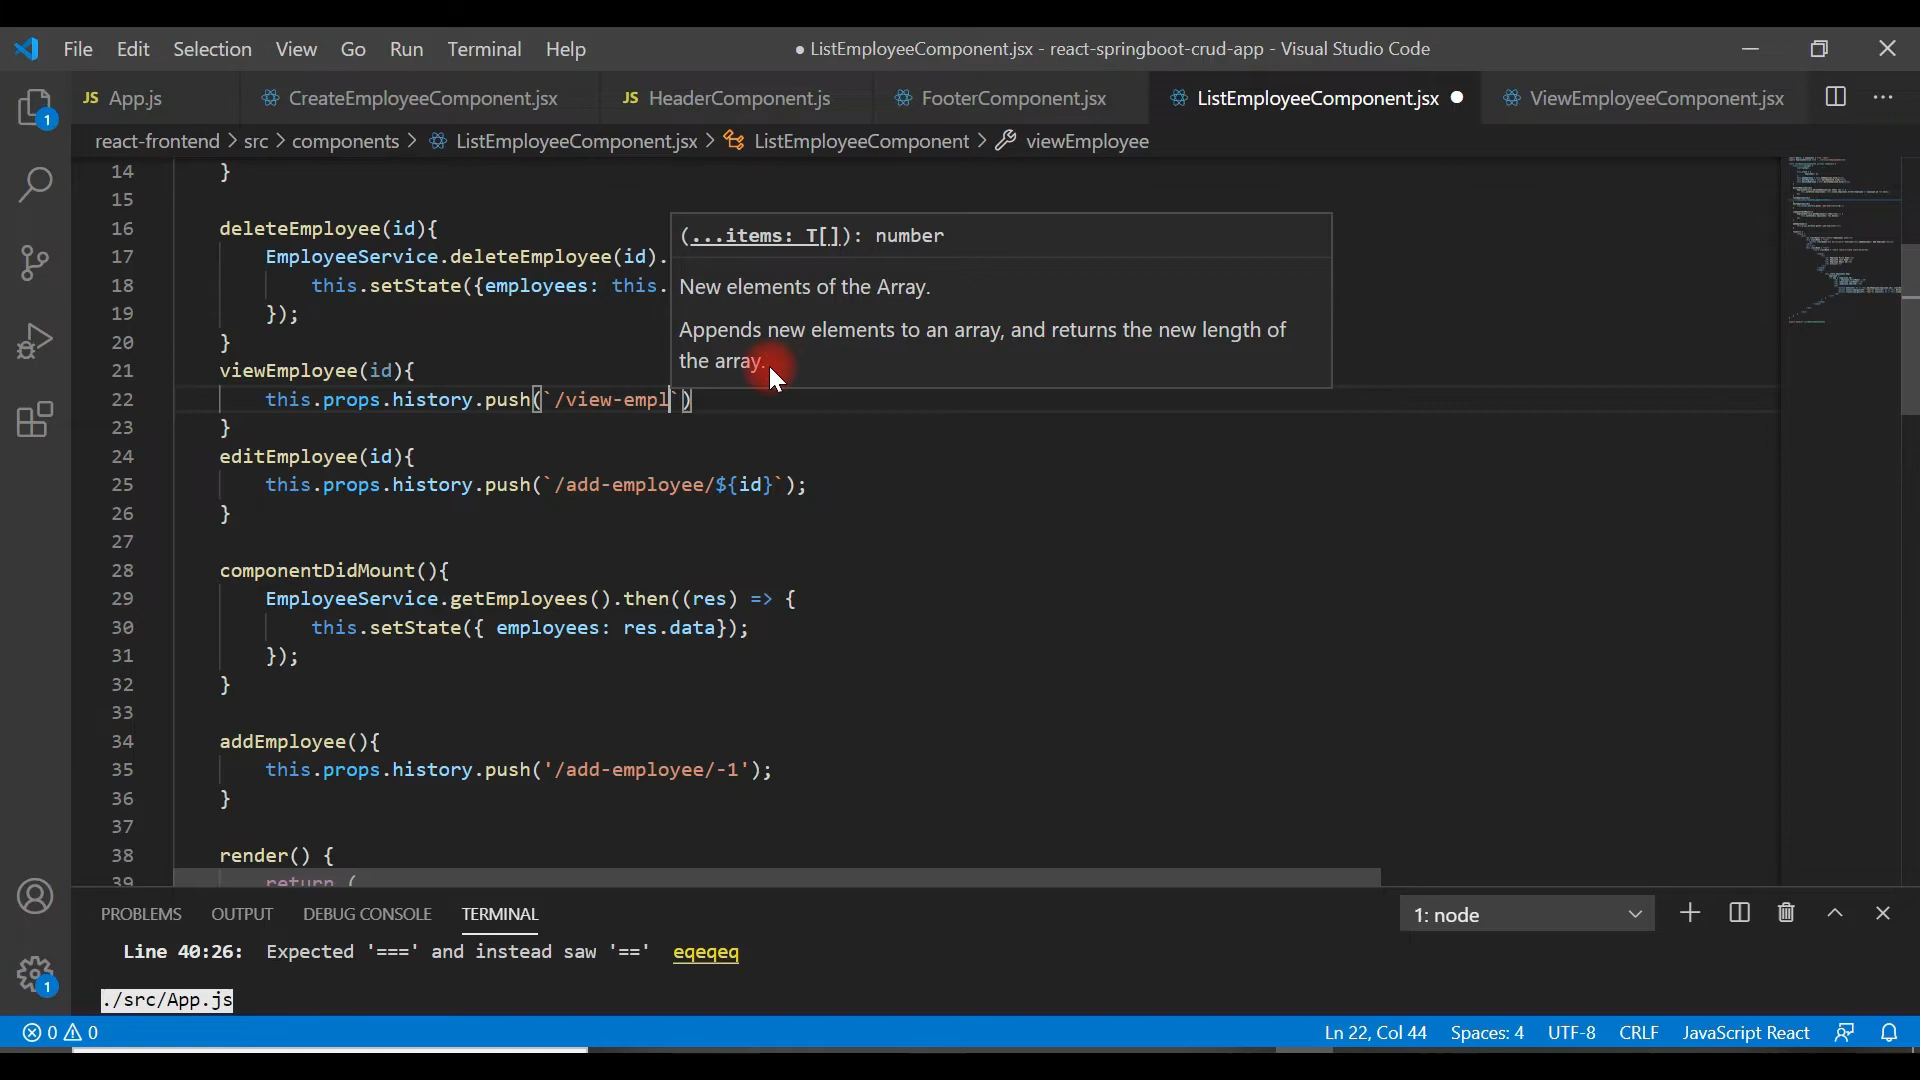 File Edit Selection View Go Run Terminal Help ● ListEmployeeComponent.jsx - react-springboot-crud-app - Visual Studio Code
JS App.js CreateEmployeeComponent.jsx JS HeaderComponent.js FooterComponent.jsx ListEmployeeComponent.jsx ● ViewEmployeeComponent.jsx ...
react-frontend > src > components > ListEmployeeComponent.jsx > ListEmployeeComponent > viewEmployee
14 }
15
16 deleteEmployee(id){
17 EmployeeService.deleteEmployee(id).
18 this.setState({employees: this.
19 });
20 }
21 viewEmployee(id){
22 this.props.history.push(`/view-empl`)
23 }
24 editEmployee(id){
25 this.props.history.push(`/add-employee/${id}`);
26 }
27
28 componentDidMount(){
29 EmployeeService.getEmployees().then((res) => {
30 this.setState({ employees: res.data});
31 });
32 }
33
34 addEmployee(){
35 this.props.history.push('/add-employee/-1');
36 }
37
38 render() {
39 return (
(...items: T[]): number
New elements of the Array.
Appends new elements to an array, and returns the new length of
the array.
1
1
PROBLEMS OUTPUT DEBUG CONSOLE TERMINAL 1: node
Line 40:26: Expected '===' and instead saw '==' eqeqeq
./src/App.js
0 0 Ln 22, Col 44 Spaces: 4 UTF-8 CRLF JavaScript React